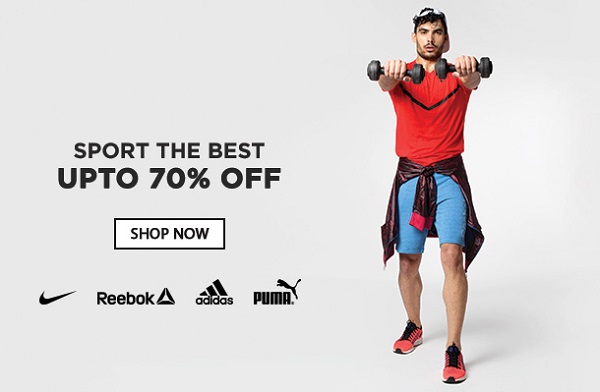 SPORT THE BEST
UPTO 70% OFF
SHOP NOW
Reebok adidas PUMA®